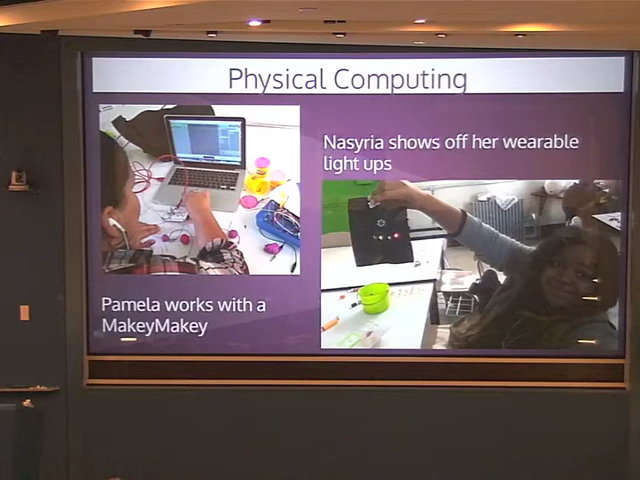 Physical Computing
Nasyria shows off her wearable
light ups
Pamela works with a
MakeyMakey